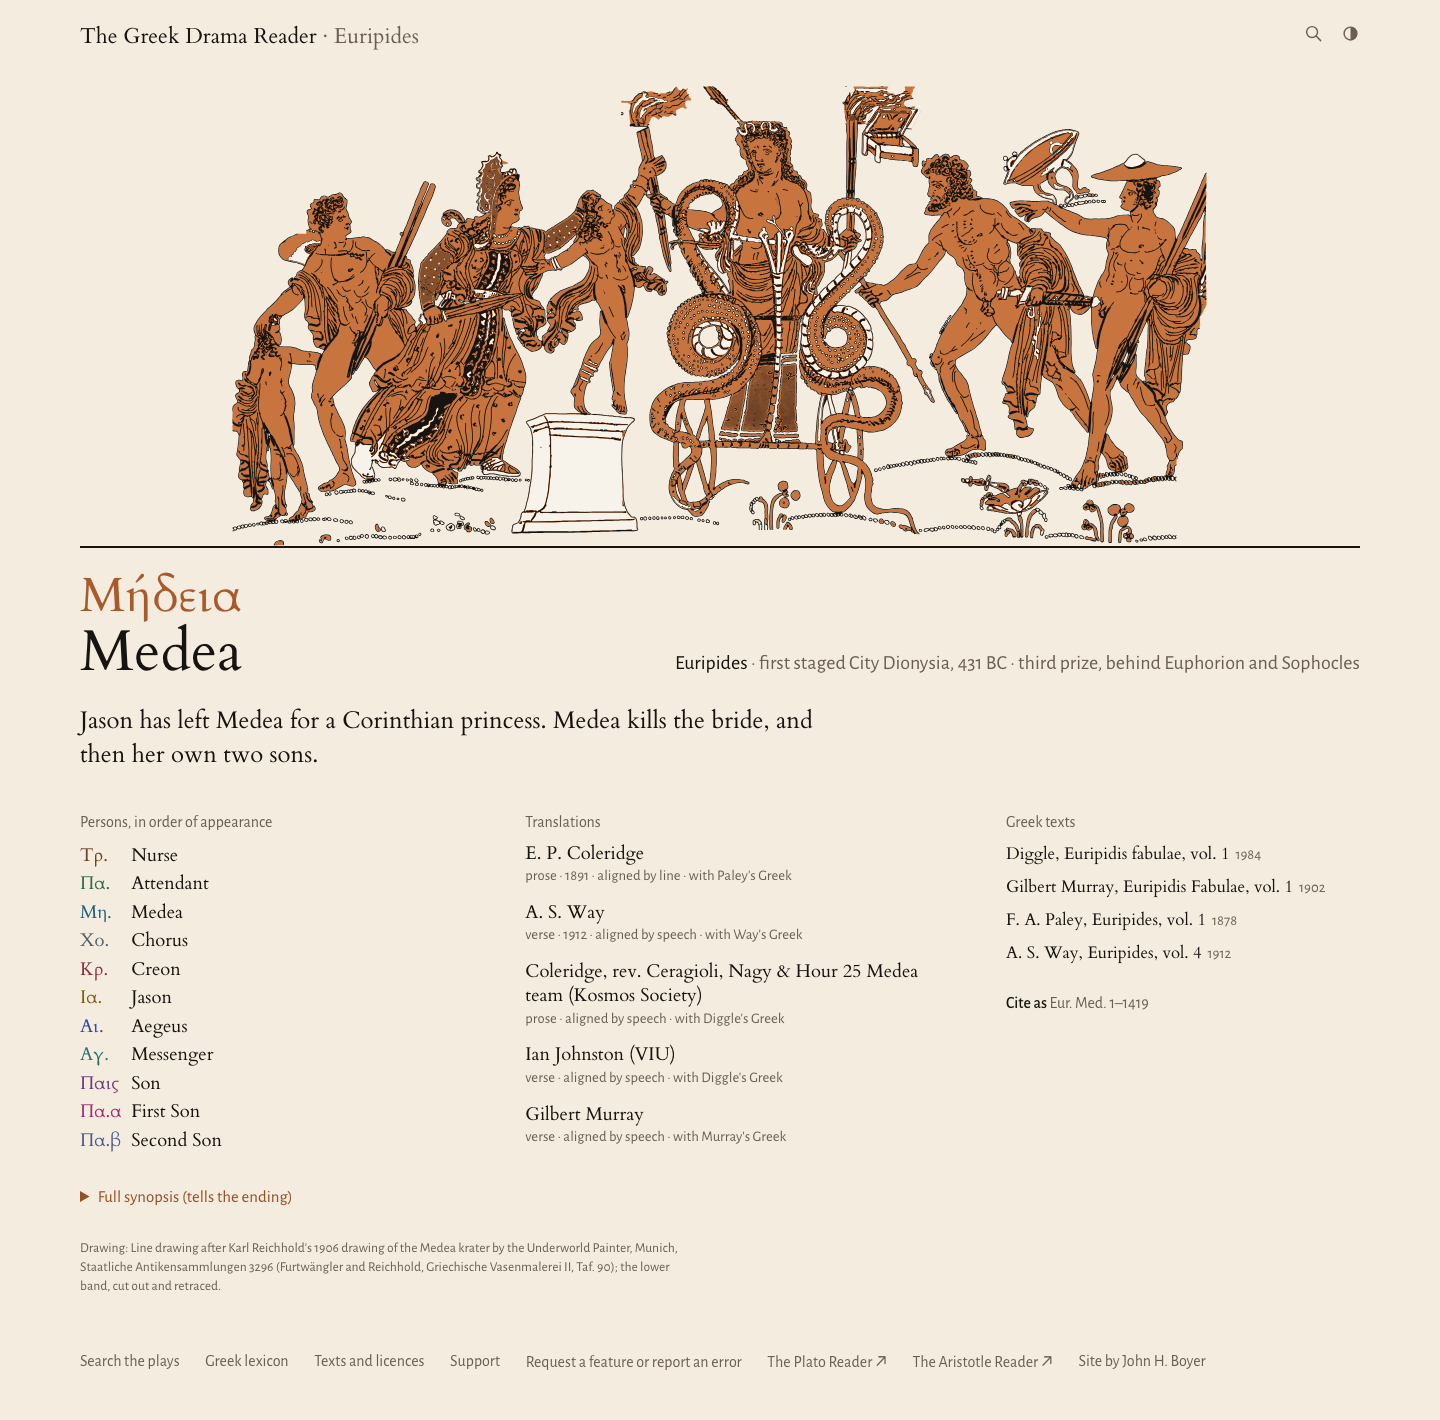 The Greek Drama Reader · Euripides
Μήδεια
Medea
Euripides · first staged City Dionysia, 431 BC · third prize, behind Euphorion and Sophocles
Jason has left Medea for a Corinthian princess. Medea kills the bride, and
then her own two sons.
Persons, in order of appearance
Τρ. Nurse
Πα. Attendant
Μη. Medea
Χο. Chorus
Κρ. Creon
Ια. Jason
Αι. Aegeus
Αγ. Messenger
Παις Son
Πα.α First Son
Πα.β Second Son
Translations
E. P. Coleridge
prose · 1891 · aligned by line · with Paley's Greek
A. S. Way
verse · 1912 · aligned by speech · with Way's Greek
Coleridge, rev. Ceragioli, Nagy & Hour 25 Medea
team (Kosmos Society)
prose · aligned by speech · with Diggle's Greek
Ian Johnston (VIU)
verse · aligned by speech · with Diggle's Greek
Gilbert Murray
verse · aligned by speech · with Murray's Greek
Greek texts
Diggle, Euripidis fabulae, vol. 1 1984
Gilbert Murray, Euripidis Fabulae, vol. 1 1902
F. A. Paley, Euripides, vol. 1 1878
A. S. Way, Euripides, vol. 4 1912
Cite as Eur. Med. 1–1419
▶ Full synopsis (tells the ending)
Drawing: Line drawing after Karl Reichhold's 1906 drawing of the Medea krater by the Underworld Painter, Munich,
Staatliche Antikensammlungen 3296 (Furtwängler and Reichhold, Griechische Vasenmalerei II, Taf. 90); the lower
band, cut out and retraced.
Search the plays Greek lexicon Texts and licences Support Request a feature or report an error The Plato Reader ↗ The Aristotle Reader ↗ Site by John H. Boyer